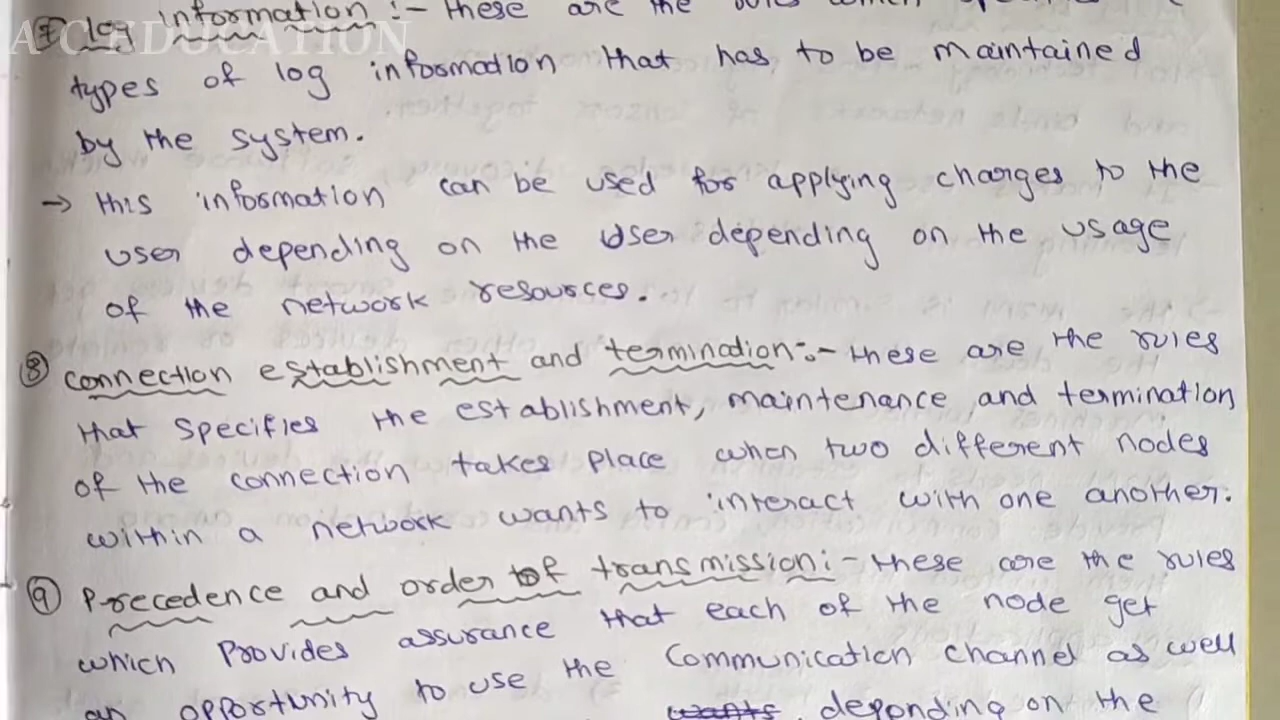 A C EDUCATION
⑦ Log information :- These are the rules which
types of log information that has to be maintained
by the system.
→ This information can be used for applying charges to the
user depending on the user depending on the usage
of the network resources.
⑧ Connection establishment and termination :- These are the rules
that specifies the establishment, maintenance and termination
of the connection takes place when two different nodes
within a network wants to interact with one another.
⑨ Precedence and order of transmission :- These are the rules
which provides assurance that each of the node get
an opportunity to use the communication channel as well
wants depending on the